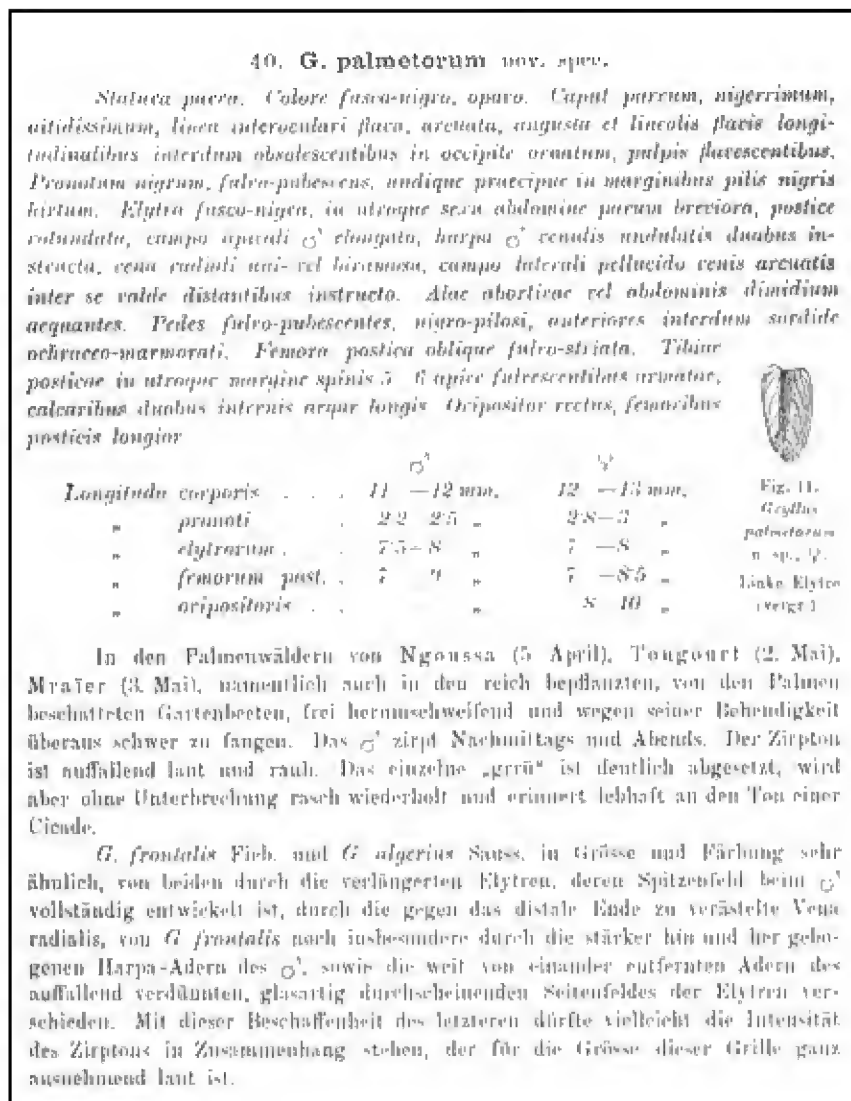 40. G. palmetorum nov. spec.
Statura parva. Colore fusco-nigro, opaco. Caput parvum, nigerrimum,
nitidissimum, linea interoculari flava, arcuata, angusta et lineolis flavis longi-
tudinalibus interdum obsolescentibus in occipite ornatum, palpis flavescentibus.
Pronotum nigrum, fulvo-pubescens, undique praecipue in marginibus pilis nigris
hirtum. Elytra fusco-nigra, in utroque sexu abdomine parum breviora, postice
rotundata, campo apicali ♂ elongato, harpa ♂ venulis undulatis duabus in-
structa, vena radiali uni- vel biramosa, campo laterali pellucido venis arcuatis
inter se valde distantibus instructo. Alae abortivae vel abdominis dimidium
aequantes. Pedes fulvo-pubescentes, nigro-pilosi, anteriores interdum sordide
ochraceo-marmorati. Femora postica oblique fulvo-striata. Tibiae
posticae in utroque margine spinis 5 6 apice fulvescentibus armatae,
calcaribus duobus internis aeque longis Ovipositor rectus, femoribus
posticis longior
♂ ♀
Longitudo corporis . . . 11 —12 mm. 12 —13 mm.
„ pronoti . 2·2 2·5 „ 2·8—3 „
„ elytrorum . . 7·5—8 „ 7 —8 „
„ femorum post. . 7 „ 7 —8·5 „
„ ovipositoris . . „ 8 10 „
Fig. 11.
Gryllus
palmetorum
n. sp., ♀.
Linke Elytre
(vergr.)
In den Palmenwäldern von Ngoussa (5 April), Tougourt (2. Mai),
Mraïer (3. Mai), namentlich auch in den reich bepflanzten, von den Palmen
beschatteten Gartenbeeten, frei herumschweifend und wegen seiner Behendigkeit
überaus schwer zu fangen. Das ♂ zirpt Nachmittags und Abends. Der Zirpton
ist auffallend laut und rauh. Das einzelne „grrü“ ist deutlich abgesetzt, wird
aber ohne Unterbrechung rasch wiederholt und erinnert lebhaft an den Ton einer
Cicade.
G. frontalis Fieb. und G algerius Sauss. in Grösse und Färbung sehr
ähnlich, von beiden durch die verlängerten Elytren, deren Spitzenfeld beim ♂
vollständig entwickelt ist, durch die gegen das distale Ende zu verästelte Vena
radialis, von G frontalis noch insbesondere durch die stärker hin und her gebo-
genen Harpa-Adern des ♂, sowie die weit von einander entfernten Adern des
auffallend verdünnten, glasartig durchscheinenden Seitenfeldes der Elytren ver-
schieden. Mit dieser Beschaffenheit des letzteren dürfte vielleicht die Intensität
des Zirptons in Zusammenhang stehen, der für die Grösse dieser Grille ganz
ausnehmend laut ist.